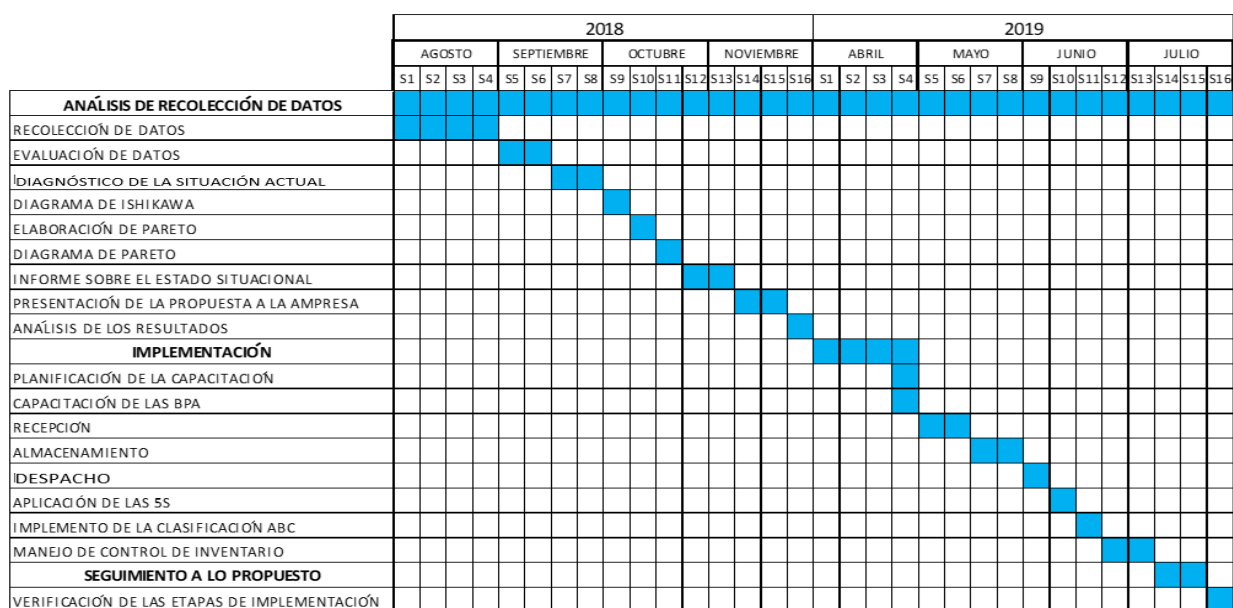 2018 2019
AGOSTO SEPTIEMBRE OCTUBRE NOVIEMBRE ABRIL MAYO JUNIO JULIO
S1 S2 S3 S4 S5 S6 S7 S8 S9 S10 S11 S12 S13 S14 S15 S16 S1 S2 S3 S4 S5 S6 S7 S8 S9 S10 S11 S12 S13 S14 S15 S16
ANÁLISIS DE RECOLECCIÓN DE DATOS
RECOLECCIÓN DE DATOS
EVALUACIÓN DE DATOS
DIAGNÓSTICO DE LA SITUACIÓN ACTUAL
DIAGRAMA DE ISHIKAWA
ELABORACIÓN DE PARETO
DIAGRAMA DE PARETO
INFORME SOBRE EL ESTADO SITUACIONAL
PRESENTACIÓN DE LA PROPUESTA A LA AMPRESA
ANÁLISIS DE LOS RESULTADOS
IMPLEMENTACIÓN
PLANIFICACIÓN DE LA CAPACITACIÓN
CAPACITACIÓN DE LAS BPA
RECEPCIÓN
ALMACENAMIENTO
DESPACHO
APLICACIÓN DE LAS 5S
IMPLEMENTO DE LA CLASIFICACIÓN ABC
MANEJO DE CONTROL DE INVENTARIO
SEGUIMIENTO A LO PROPUESTO
VERIFICACIÓN DE LAS ETAPAS DE IMPLEMENTACIÓN